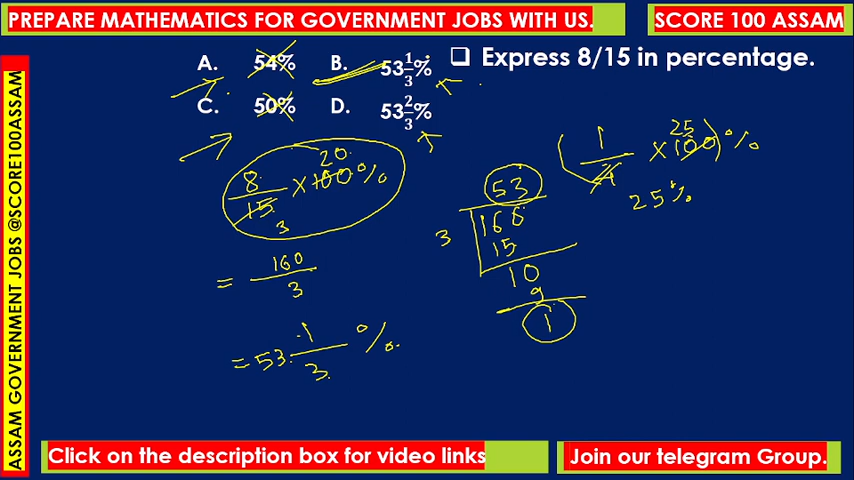 PREPARE MATHEMATICS FOR GOVERNMENT JOBS WITH US.
SCORE 100 ASSAM
ASSAM GOVERNMENT JOBS @SCORE100ASSAM
❑ Express 8/15 in percentage.
A. 54% B. 53 1/3 %
C. 50% D. 53 2/3 %
20
8/15 × 100 %
3
= 160/3
= 53 1/3 %
53
3 160
15
10
9
1
25
( 1/4 × 100 ) %
25%
Click on the description box for video links
Join our telegram Group.